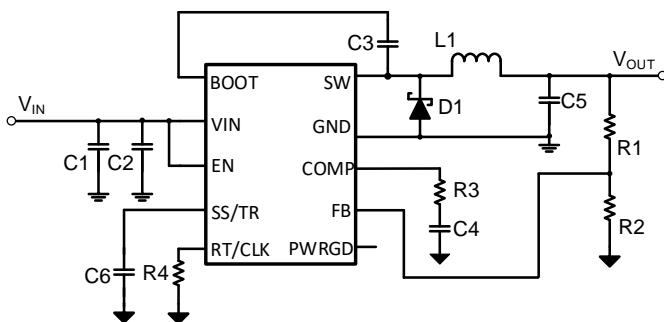 C3
L1
V_OUT
BOOT
SW
V_IN
D1
C5
VIN
GND
R1
C1
C2
EN
COMP
R3
SS/TR
FB
C4
R2
C6
R4
RT/CLK
PWRGD